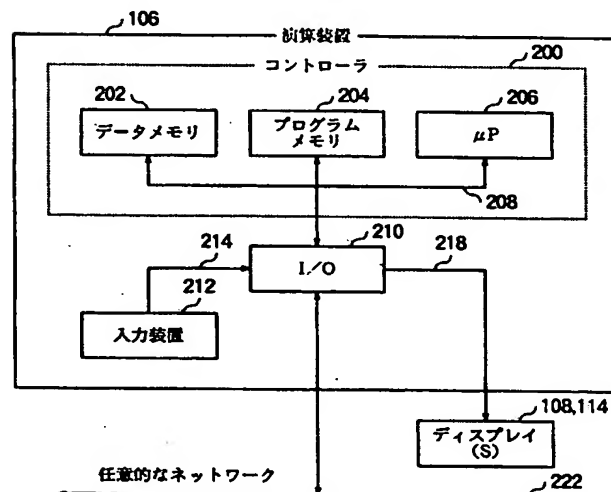 106
演算装置
コントローラ
200
202
204
206
データメモリ
プログラム
メモリ
μP
208
210
214
218
I/O
212
入力装置
108,114
ディスプレイ
(S)
任意的なネットワーク
222